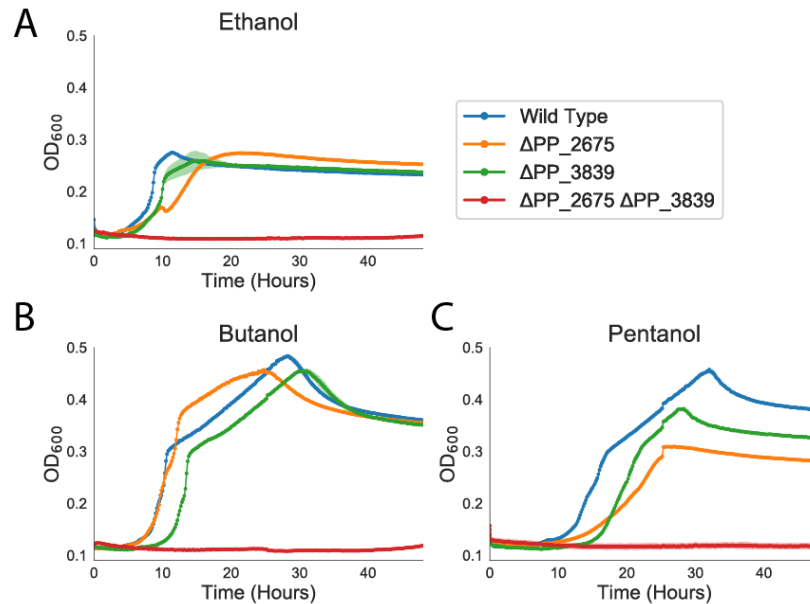 A
Ethanol
0.5
0.4
0.3
0.2
0.1
OD600
0
10
20
30
40
Time (Hours)
Wild Type
ΔPP_2675
ΔPP_3839
ΔPP_2675 ΔPP_3839
B
Butanol
0.5
0.4
0.3
0.2
0.1
OD600
0
10
20
30
40
Time (Hours)
C
Pentanol
0.5
0.4
0.3
0.2
0.1
OD600
0
10
20
30
40
Time (Hours)